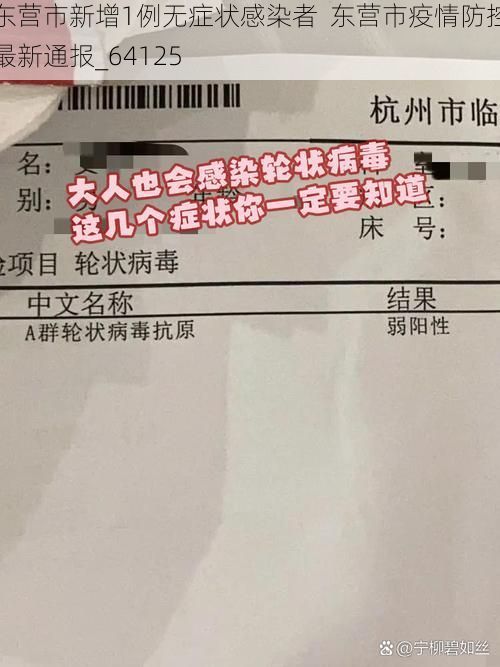 东营市新增1例无症状感染者 东营市疫情防控
最新通报_64125
杭州市临
名:
大人也会感染轮状病毒
别:
这几个症状你一定要知道
区:
床 号:
检项目 轮状病毒
中文名称 结果
A群轮状病毒抗原 弱阳性
@宁柳碧如丝